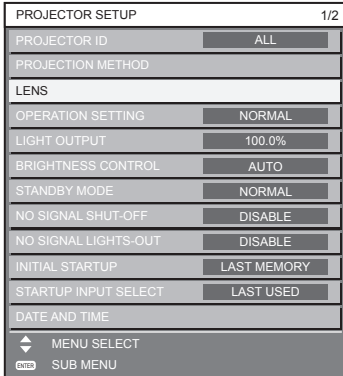 PROJECTOR SETUP 1/2
PROJECTOR ID ALL
PROJECTION METHOD
LENS
OPERATION SETTING NORMAL
LIGHT OUTPUT 100.0%
BRIGHTNESS CONTROL AUTO
STANDBY MODE NORMAL
NO SIGNAL SHUT-OFF DISABLE
NO SIGNAL LIGHTS-OUT DISABLE
INITIAL STARTUP LAST MEMORY
STARTUP INPUT SELECT LAST USED
DATE AND TIME
MENU SELECT
ENTER SUB MENU